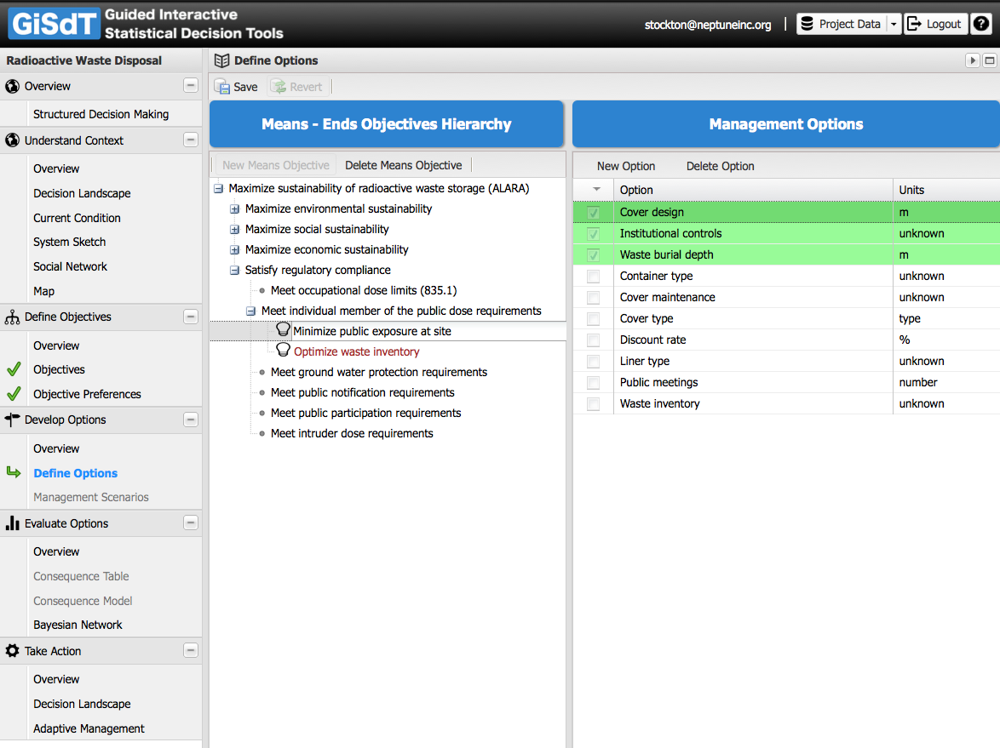 GiSdT Guided Interactive
Statistical Decision Tools
stockton@neptuneinc.org
Project Data
Logout
?
Radioactive Waste Disposal
Overview
Structured Decision Making
Understand Context
Overview
Decision Landscape
Current Condition
System Sketch
Social Network
Map
Define Objectives
Overview
Objectives
Objective Preferences
Develop Options
Overview
Define Options
Management Scenarios
Evaluate Options
Overview
Consequence Table
Consequence Model
Bayesian Network
Take Action
Overview
Decision Landscape
Adaptive Management
Define Options
Save Revert
Means - Ends Objectives Hierarchy
New Means Objective Delete Means Objective
Maximize sustainability of radioactive waste storage (ALARA)
Maximize environmental sustainability
Maximize social sustainability
Maximize economic sustainability
Satisfy regulatory compliance
Meet occupational dose limits (835.1)
Meet individual member of the public dose requirements
Minimize public exposure at site
Optimize waste inventory
Meet ground water protection requirements
Meet public notification requirements
Meet public participation requirements
Meet intruder dose requirements
Management Options
New Option Delete Option
Option Units
Cover design m
Institutional controls unknown
Waste burial depth m
Container type unknown
Cover maintenance unknown
Cover type type
Discount rate %
Liner type unknown
Public meetings number
Waste inventory unknown